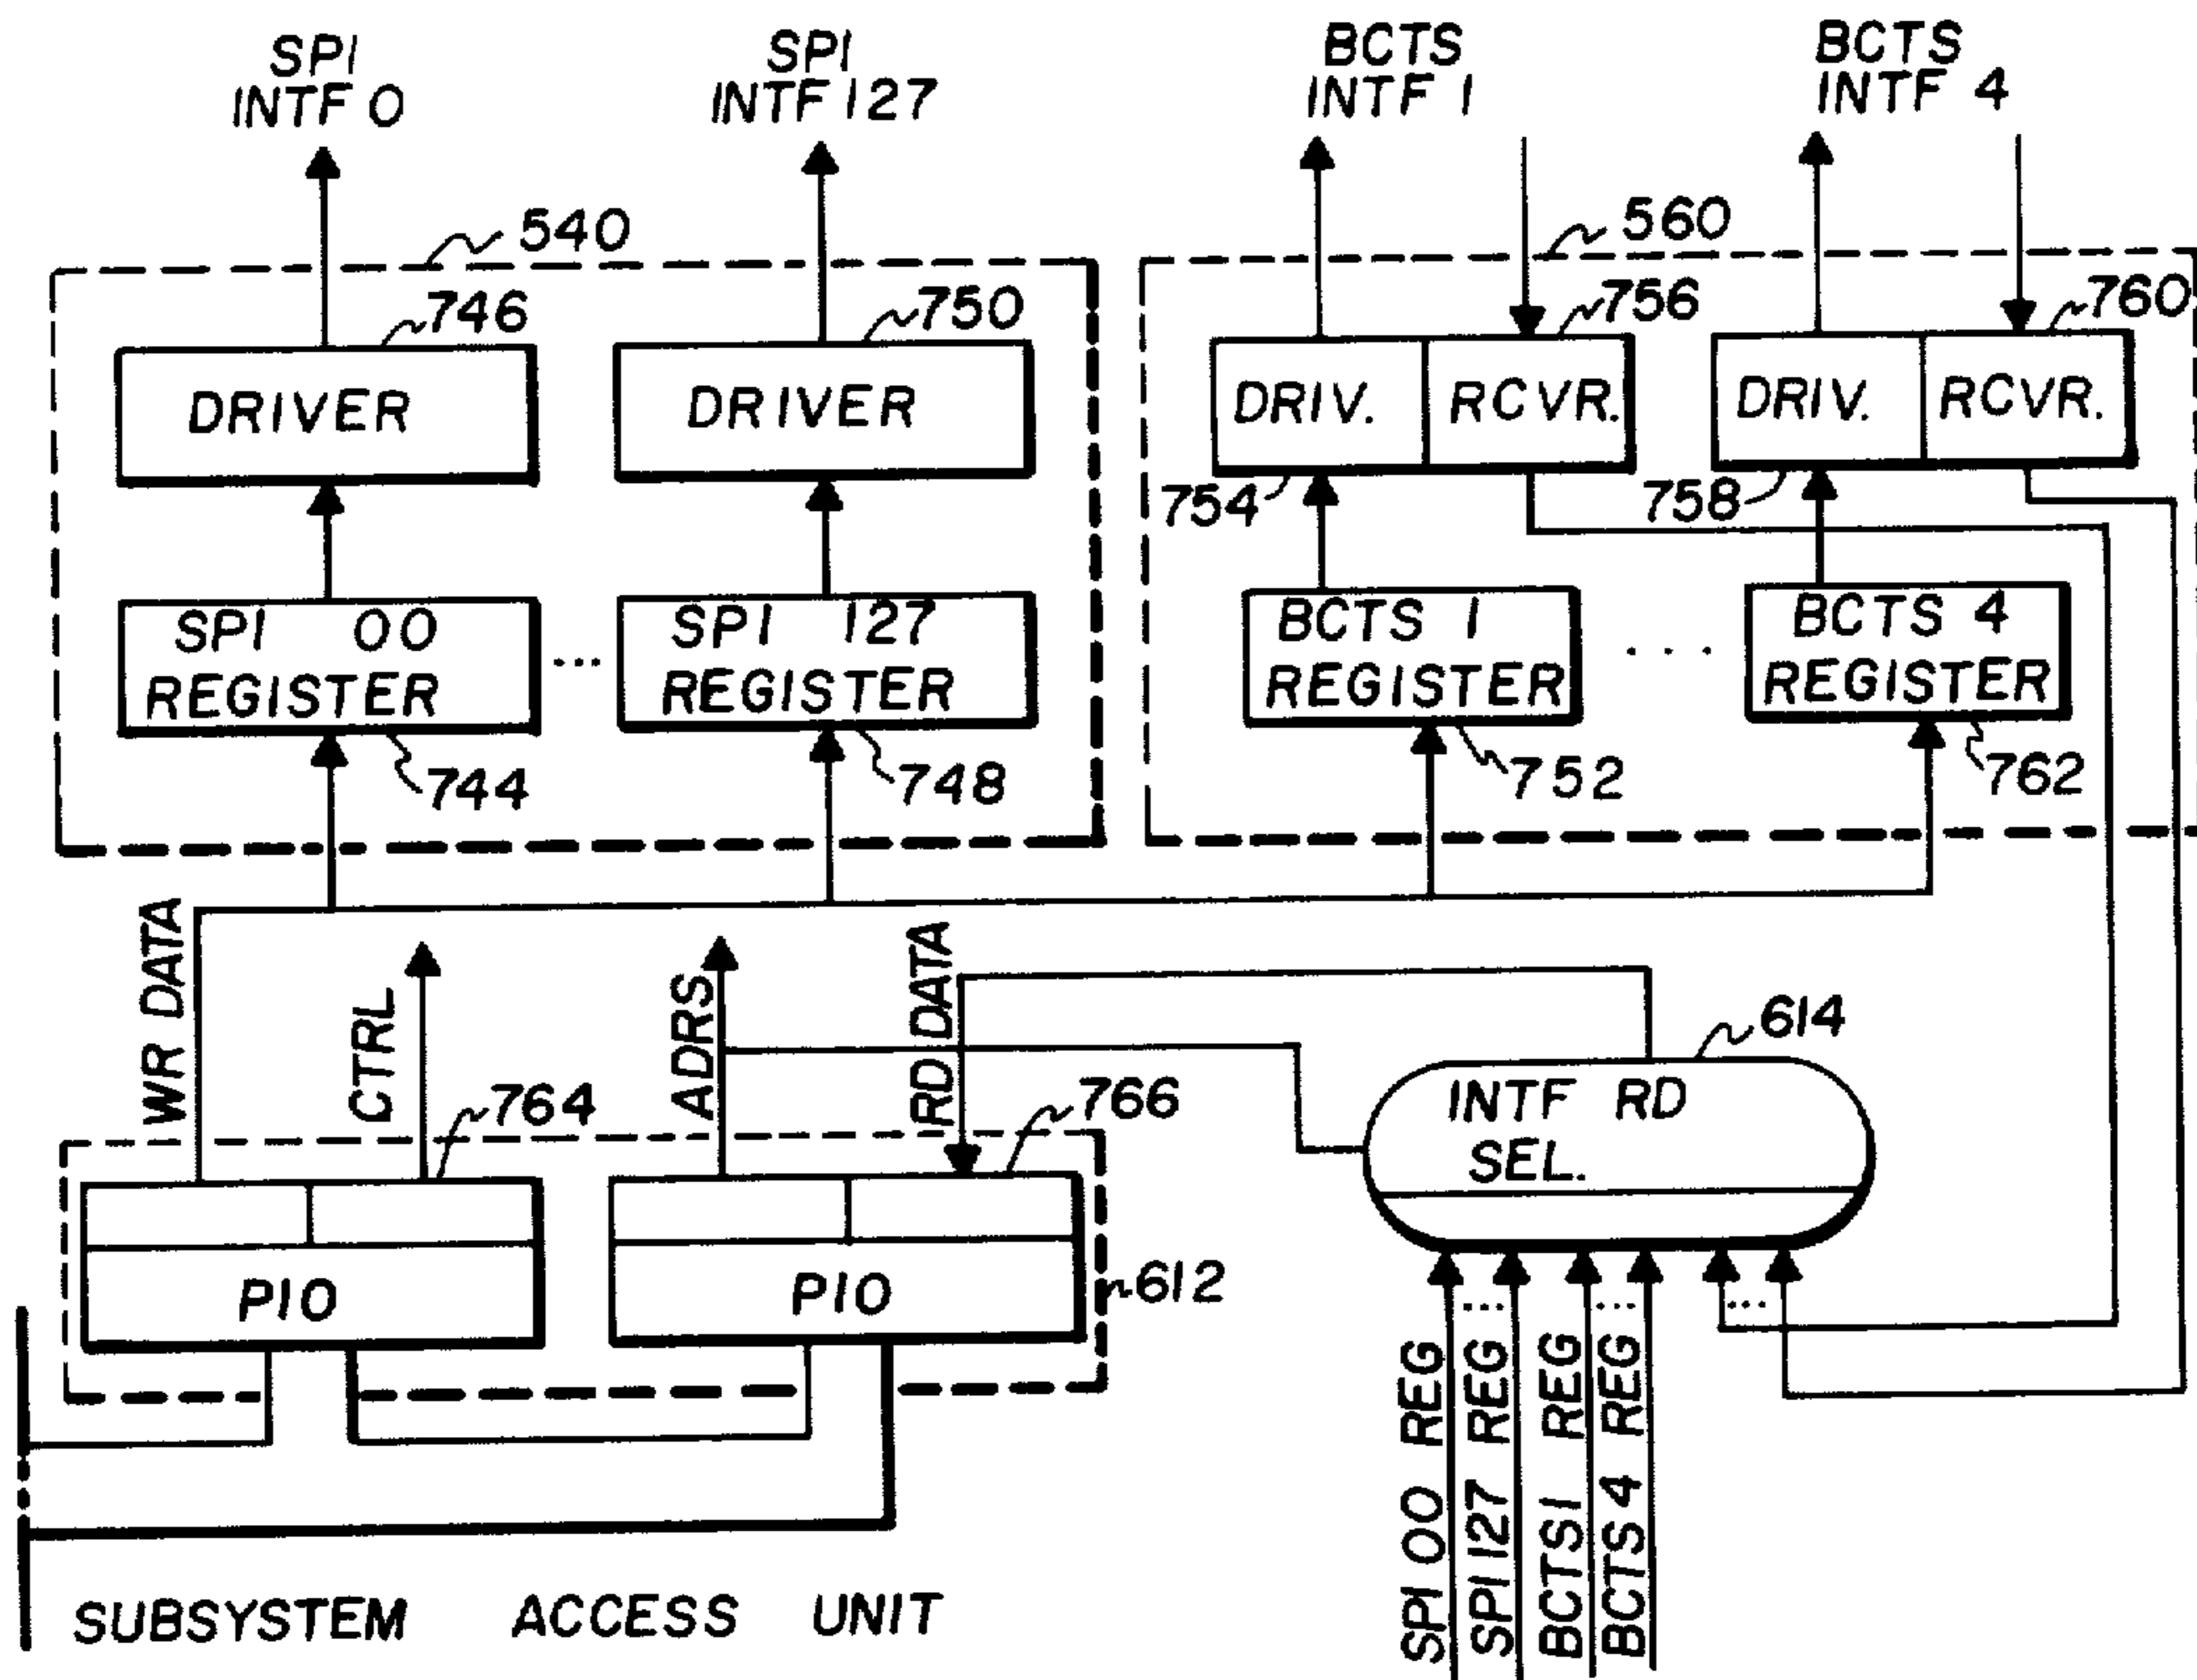 SPI
INTF 0
SPI
INTF 127
BCTS
INTF 1
BCTS
INTF 4
540
560
746
750
756
760
DRIVER
DRIVER
DRIV.
RCVR.
DRIV.
RCVR.
754
758
SPI 00
REGISTER
...
SPI 127
REGISTER
BCTS 1
REGISTER
....
BCTS 4
REGISTER
744
748
752
762
WR DATA
CTRL
ADRS
RD DATA
614
764
766
INTF RD
SEL.
PIO
PIO
612
....
....
....
SPI 00 REG
SPI 127 REG
BCTS1 REG
BCTS 4 REG
SUBSYSTEM ACCESS UNIT